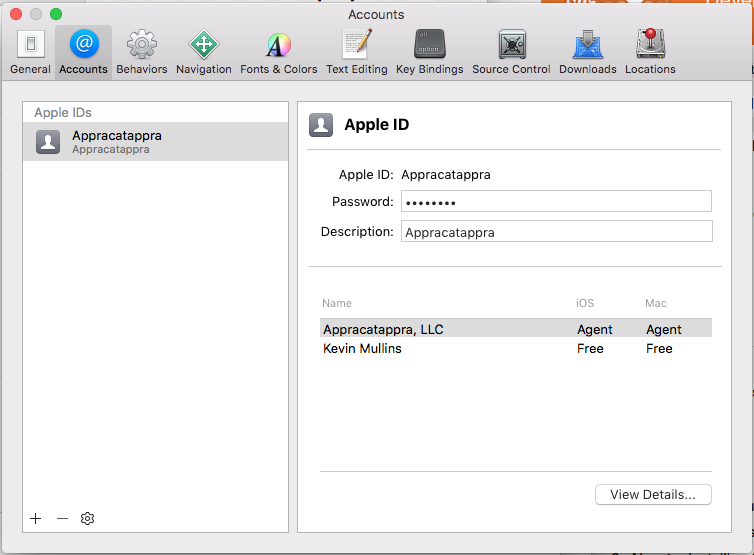 Accounts
General Accounts Behaviors Navigation Fonts & Colors Text Editing Key Bindings Source Control Downloads Locations
alt
option
Apple IDs
Appracatappra
Appracatappra
Apple ID
Apple ID: Appracatappra
Password: ••••••••
Description: Appracatappra
Name iOS Mac
Appracatappra, LLC Agent Agent
Kevin Mullins Free Free
View Details...